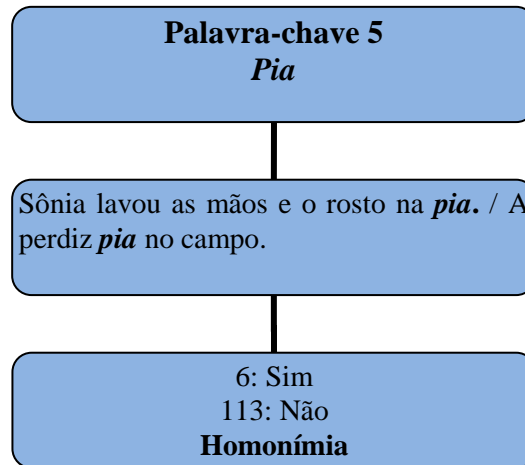 Palavra-chave 5
Pia
Sônia lavou as mãos e o rosto na pia. / A
perdiz pia no campo.
6: Sim
113: Não
Homonímia